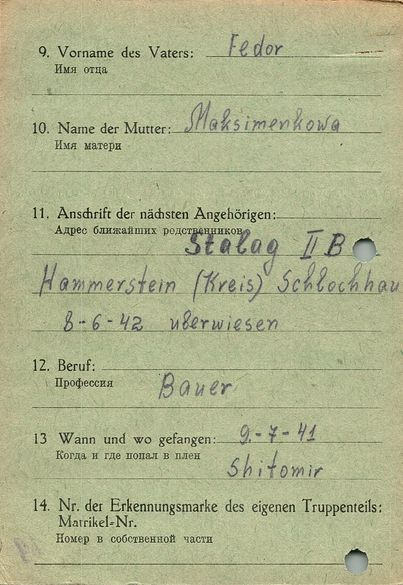 9. Vorname des Vaters: Fedor
Имя отца
10. Name der Mutter: Maksimenkowa
Имя матери
11. Anschrift der nächsten Angehörigen:
Адрес ближайших родственников
Stalag II B
Hammerstein (Kreis) Schlochhau
8-6-42 uberwiesen
12. Beruf:
Профессия
Bauer
13 Wann und wo gefangen: 9.-7-41
Когда и где попал в плен
Shitomir
14. Nr. der Erkennungsmarke des eigenen Truppenteils:
Matrikel-Nr.
Номер в собственной части